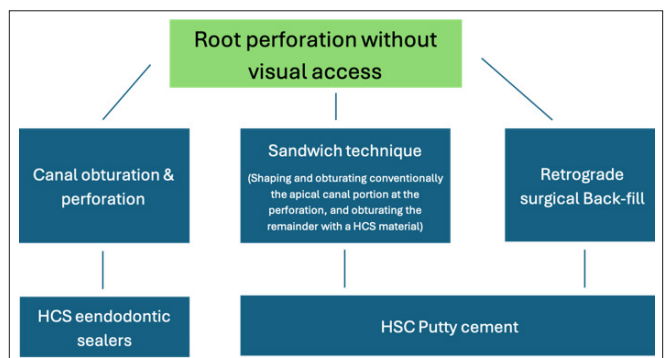 Root perforation without
visual access
Canal obturation &
perforation
Sandwich technique
(Shaping and obturating conventionally
the apical canal portion at the
perforation, and obturating the
remainder with a HCS material)
Retrograde
surgical Back-fill
HCS eendodontic
sealers
HSC Putty cement